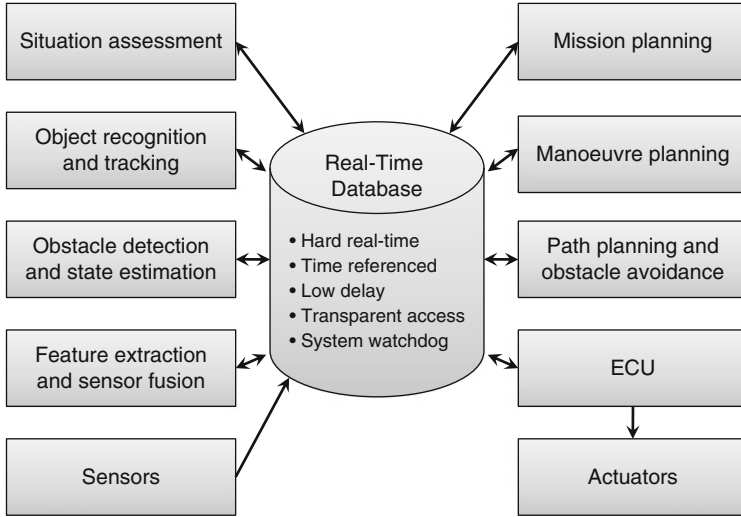 Situation assessment
Object recognition
and tracking
Obstacle detection
and state estimation
Feature extraction
and sensor fusion
Sensors
Real-Time
Database
• Hard real-time
• Time referenced
• Low delay
• Transparent access
• System watchdog
Mission planning
Manoeuvre planning
Path planning and
obstacle avoidance
ECU
Actuators